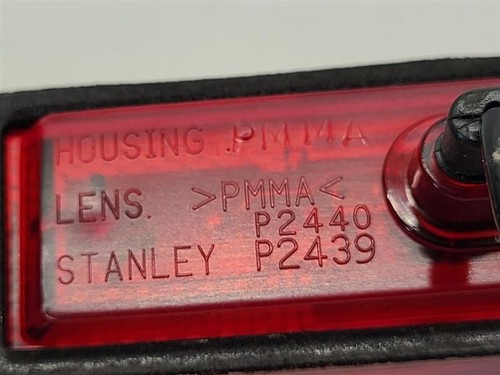 HOUSING .PMMA
LENS. >PMMA<
P2440
STANLEY P2439